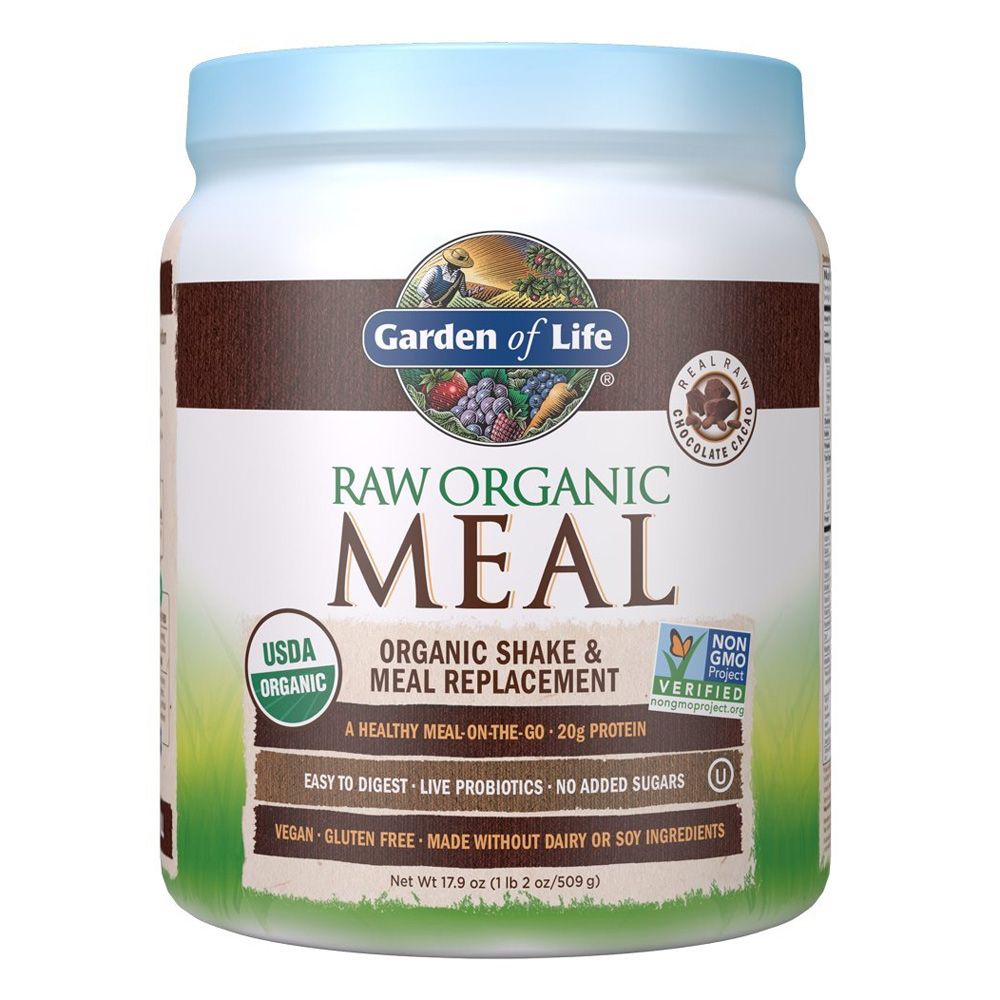 Garden of Life
®
REAL RAW
CHOCOLATE CACAO
RAW ORGANIC
MEAL
USDA
ORGANIC
ORGANIC SHAKE &
MEAL REPLACEMENT
NON
GMO
Project
VERIFIED
nongmoproject.org
A HEALTHY MEAL-ON-THE-GO · 20g PROTEIN
EASY TO DIGEST · LIVE PROBIOTICS · NO ADDED SUGARS
U
VEGAN · GLUTEN FREE · MADE WITHOUT DAIRY OR SOY INGREDIENTS
Net Wt 17.9 oz (1 lb 2 oz/509 g)